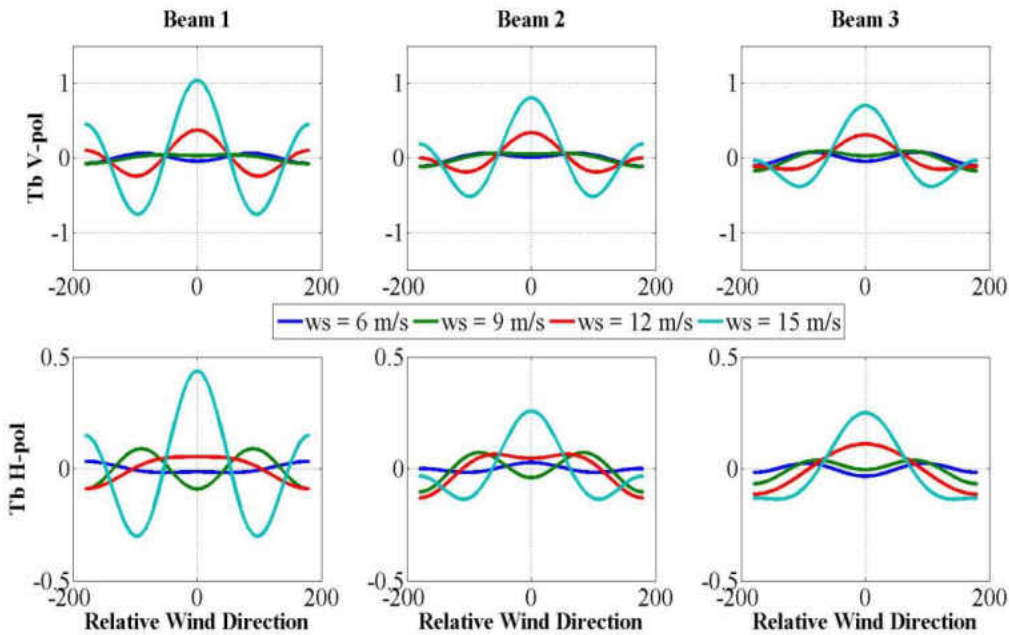 Beam 1 Beam 2 Beam 3
Tb V-pol
1 1 1
0 0 0
-1 -1 -1
-200 0 200 -200 0 200 -200 0 200
ws = 6 m/s ws = 9 m/s ws = 12 m/s ws = 15 m/s
Tb H-pol
0.5 0.5 0.5
0 0 0
-0.5 -0.5 -0.5
-200 0 200 -200 0 200 -200 0 200
Relative Wind Direction Relative Wind Direction Relative Wind Direction